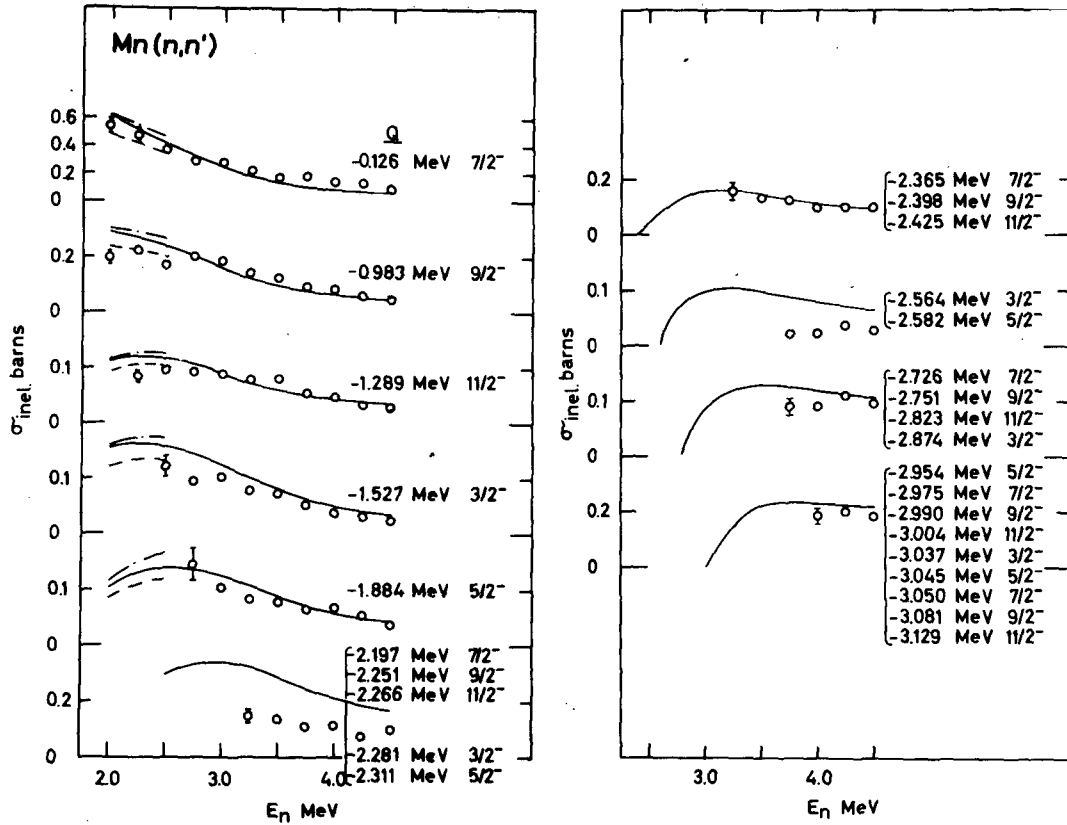 Mn(n,n')
Q
0.6
0.4
0.2
0
-0.126 MeV 7/2⁻
0.2
0
-0.983 MeV 9/2⁻
0.1
0
-1.289 MeV 11/2⁻
0.1
0
-1.527 MeV 3/2⁻
0.1
0
-1.884 MeV 5/2⁻
0.2
0
-2.197 MeV 7/2⁻
-2.251 MeV 9/2⁻
-2.266 MeV 11/2⁻
-2.281 MeV 3/2⁻
-2.311 MeV 5/2⁻
σinel. barns
2.0 3.0 4.0
En MeV
0.2
0
-2.365 MeV 7/2⁻
-2.398 MeV 9/2⁻
-2.425 MeV 11/2⁻
0.1
0
-2.564 MeV 3/2⁻
-2.582 MeV 5/2⁻
0.1
0
-2.726 MeV 7/2⁻
-2.751 MeV 9/2⁻
-2.823 MeV 11/2⁻
-2.874 MeV 3/2⁻
0.2
0
-2.954 MeV 5/2⁻
-2.975 MeV 7/2⁻
-2.990 MeV 9/2⁻
-3.004 MeV 11/2⁻
-3.037 MeV 3/2⁻
-3.045 MeV 5/2⁻
-3.050 MeV 7/2⁻
-3.081 MeV 9/2⁻
-3.129 MeV 11/2⁻
σinel. barns
3.0 4.0
En MeV